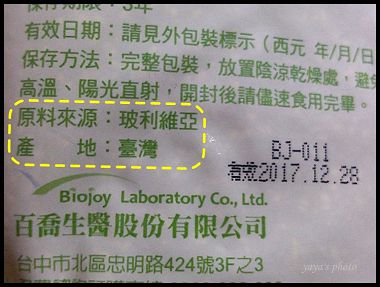 保存期限：3年
有效日期：請見外包裝標示（西元 年/月/日
保存方法：完整包裝，放置陰涼乾燥處，避免
高溫、陽光直射，開封後請儘速食用完畢。
原料來源：玻利維亞
產　　地：臺灣
BJ-011
有效2017.12.28
Biojoy Laboratory Co., Ltd.
百喬生醫股份有限公司
台中市北區忠明路424號3F之3
yaya's photo